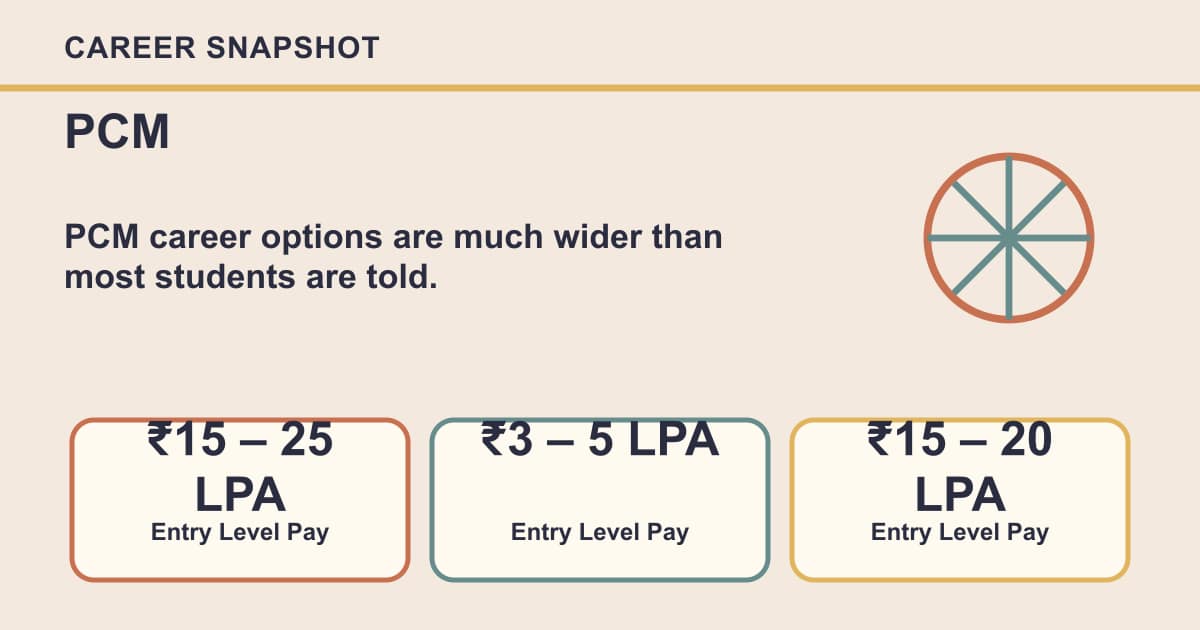 CAREER SNAPSHOT
PCM
PCM career options are much wider than
most students are told.
₹15 – 25
LPA
Entry Level Pay
₹3 – 5 LPA
Entry Level Pay
₹15 – 20
LPA
Entry Level Pay